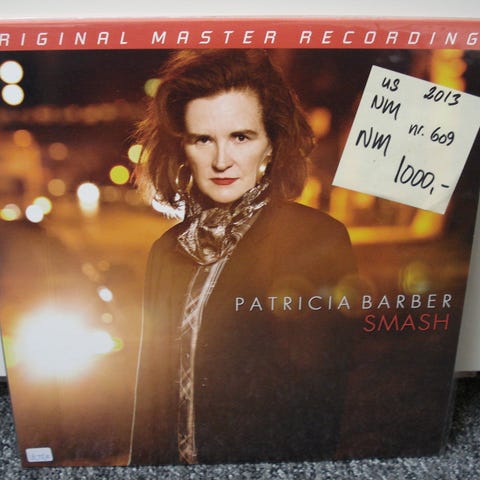 ORIGINAL MASTER RECORDING
us 2013
NM nr. 609
NM
1000,-
PATRICIA BARBER
SMASH